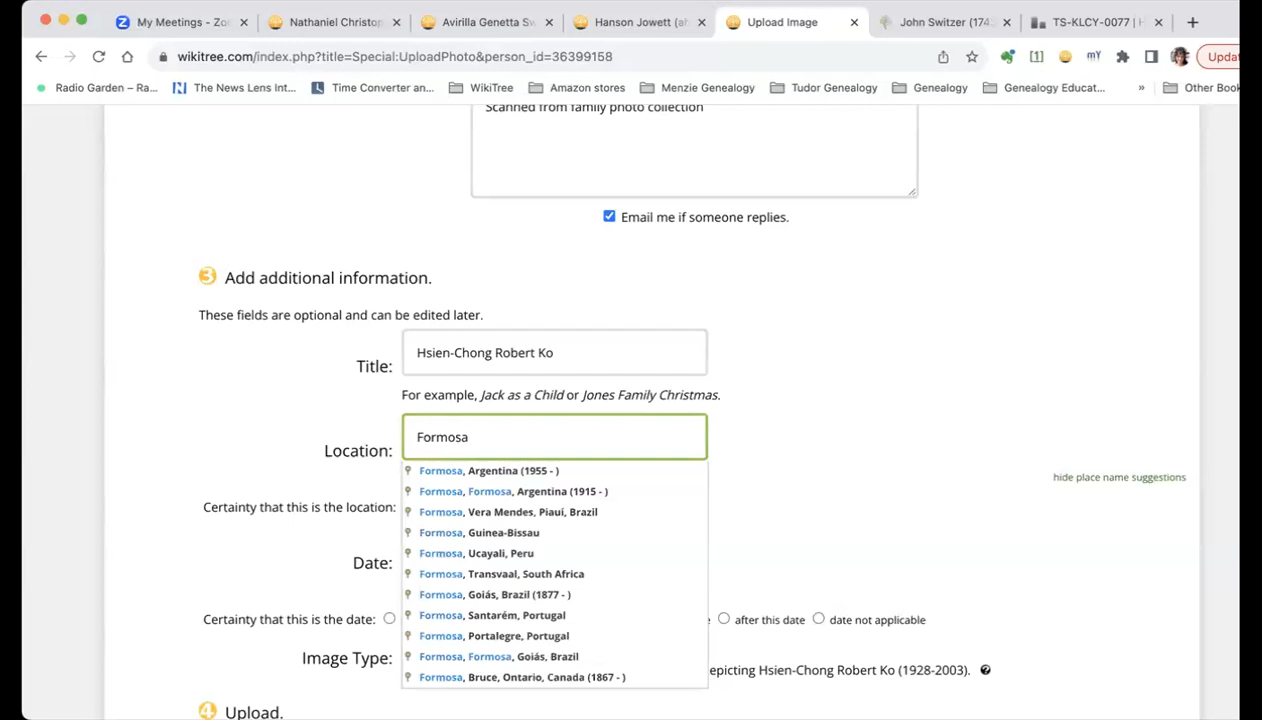 My Meetings - Zo
Nathaniel Christop
Avirilla Genetta Sw
Hanson Jowett (ab
Upload Image
John Switzer (174
TS-KLCY-0077 | H
wikitree.com/index.php?title=Special:UploadPhoto&person_id=36399158
Upda
Radio Garden – Ra...
The News Lens Int...
Time Converter an...
WikiTree
Amazon stores
Menzie Genealogy
Tudor Genealogy
Genealogy
Genealogy Educat...
»
Other Book
Scanned from family photo collection
Email me if someone replies.
3 Add additional information.
These fields are optional and can be edited later.
Title: Hsien-Chong Robert Ko
For example, Jack as a Child or Jones Family Christmas.
Location: Formosa
Formosa, Argentina (1955 - )
hide place name suggestions
Formosa, Formosa, Argentina (1915 - )
Certainty that this is the location:
Formosa, Vera Mendes, Piauí, Brazil
Formosa, Guinea-Bissau
Formosa, Ucayali, Peru
Date:
Formosa, Transvaal, South Africa
Formosa, Goiás, Brazil (1877 - )
Formosa, Santarém, Portugal
Certainty that this is the date: after this date date not applicable
Formosa, Portalegre, Portugal
Formosa, Formosa, Goiás, Brazil
Image Type: epicting Hsien-Chong Robert Ko (1928-2003).
Formosa, Bruce, Ontario, Canada (1867 - )
4 Upload.